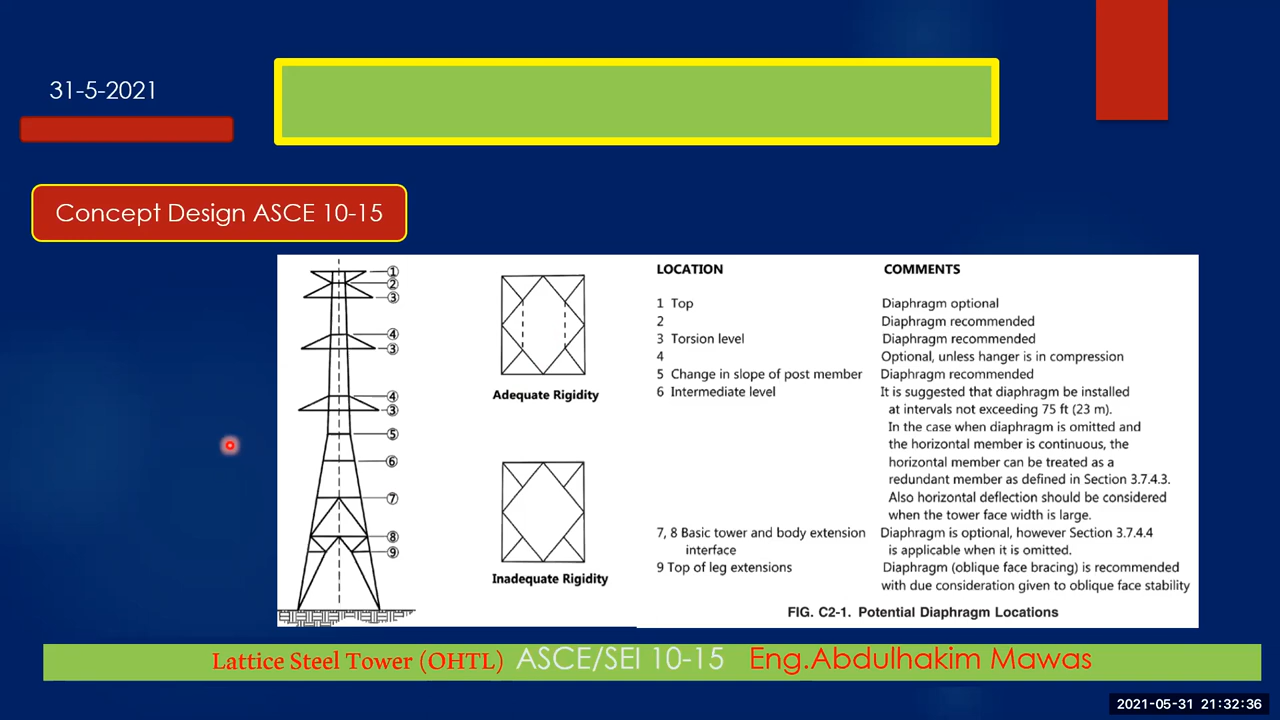 31-5-2021
Concept Design ASCE 10-15
①
②
③
④
③
④
③
⑤
⑥
⑦
⑧
⑨
Adequate Rigidity
Inadequate Rigidity
LOCATION COMMENTS
1 Top Diaphragm optional
2 Diaphragm recommended
3 Torsion level Diaphragm recommended
4 Optional, unless hanger is in compression
5 Change in slope of post member Diaphragm recommended
6 Intermediate level It is suggested that diaphragm be installed
at intervals not exceeding 75 ft (23 m).
In the case when diaphragm is omitted and
the horizontal member is continuous, the
horizontal member can be treated as a
redundant member as defined in Section 3.7.4.3.
Also horizontal deflection should be considered
when the tower face width is large.
7, 8 Basic tower and body extension Diaphragm is optional, however Section 3.7.4.4
interface is applicable when it is omitted.
9 Top of leg extensions Diaphragm (oblique face bracing) is recommended
with due consideration given to oblique face stability
FIG. C2-1. Potential Diaphragm Locations
Lattice Steel Tower (OHTL) ASCE/SEI 10-15 Eng.Abdulhakim Mawas
2021-05-31 21:32:36